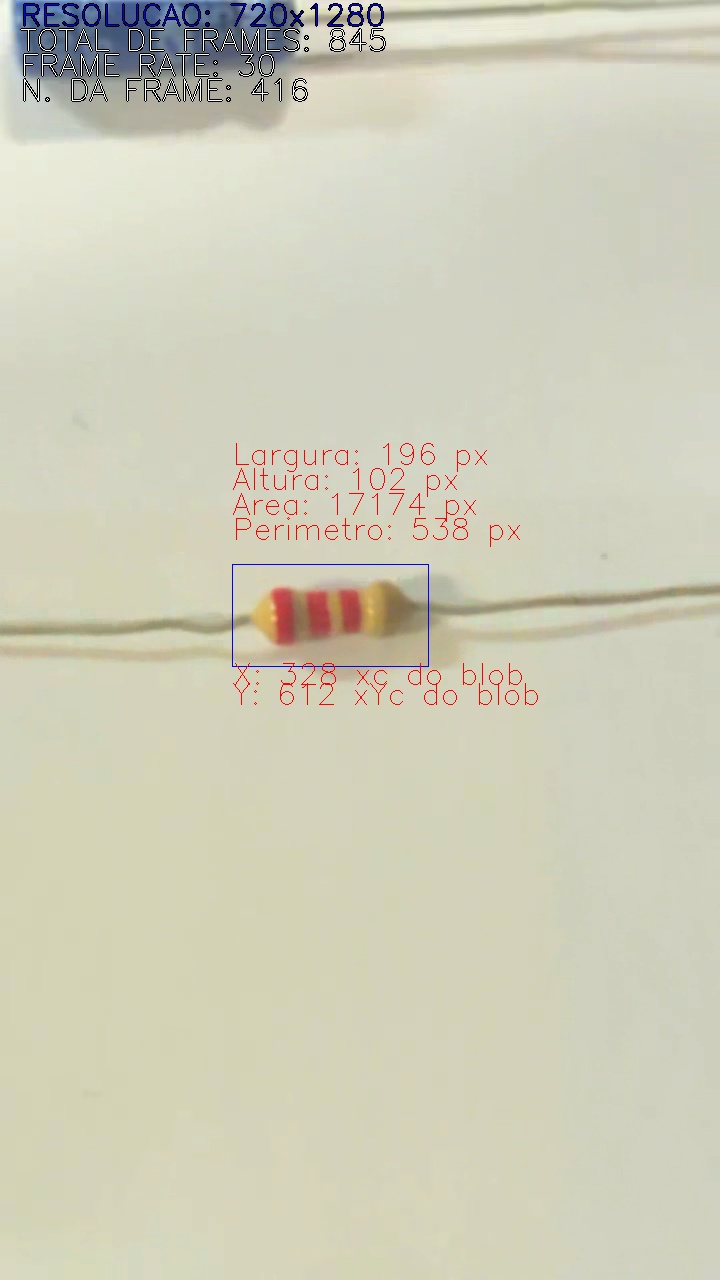 RESOLUCAO: 720x1280
TOTAL DE FRAMES: 845
FRAME RATE: 30
N. DA FRAME: 416
Largura: 196 px
Altura: 102 px
Area: 17174 px
Perimetro: 538 px
X: 328 xc do blob
Y: 612 xYc do blob